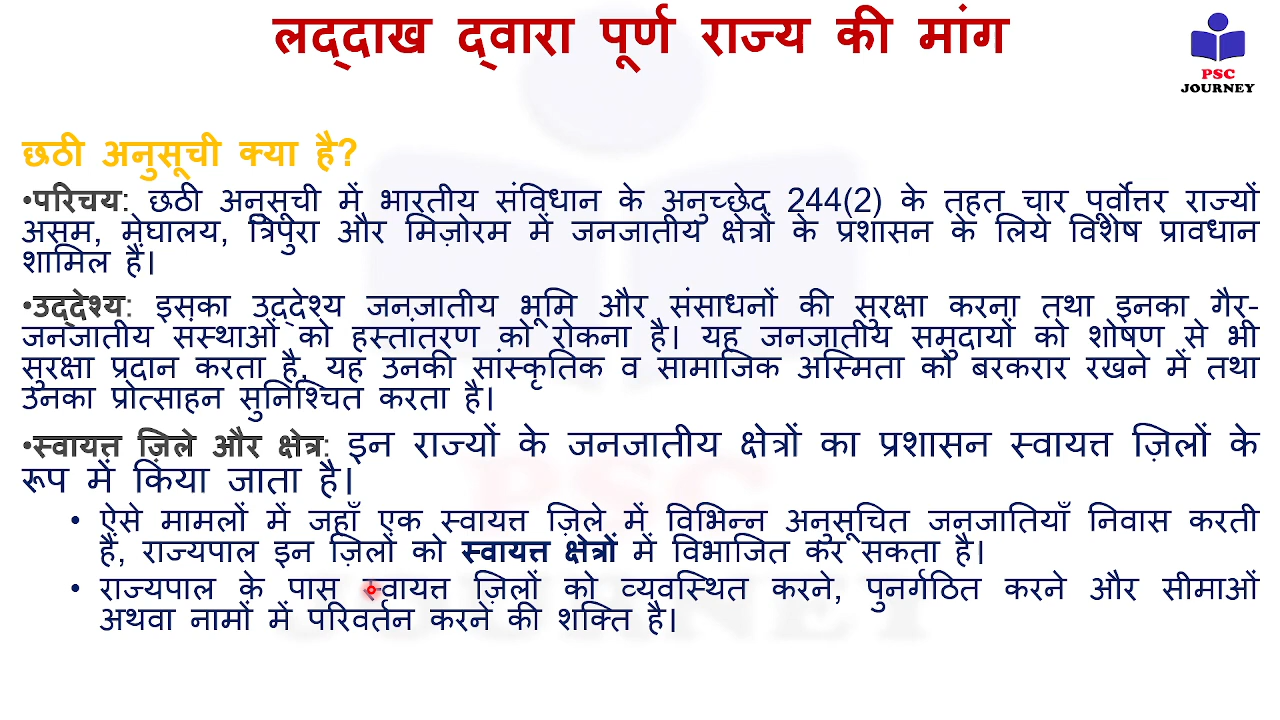 लद्दाख द्वारा पूर्ण राज्य की मांग
PSC
JOURNEY
छठी अनुसूची क्या है?
•परिचय: छठी अनुसूची में भारतीय संविधान के अनुच्छेद 244(2) के तहत चार पूर्वोत्तर राज्यों
असम, मेघालय, त्रिपुरा और मिज़ोरम में जनजातीय क्षेत्रों के प्रशासन के लिये विशेष प्रावधान
शामिल हैं।
•उद्देश्य: इसका उद्देश्य जनजातीय भूमि और संसाधनों की सुरक्षा करना तथा इनका गैर-
जनजातीय संस्थाओं को हस्तांतरण को रोकना है। यह जनजातीय समुदायों को शोषण से भी
सुरक्षा प्रदान करता है, यह उनकी सांस्कृतिक व सामाजिक अस्मिता को बरकरार रखने में तथा
उनका प्रोत्साहन सुनिश्चित करता है।
•स्वायत्त ज़िले और क्षेत्र: इन राज्यों के जनजातीय क्षेत्रों का प्रशासन स्वायत्त ज़िलों के
रूप में किया जाता है।
• ऐसे मामलों में जहाँ एक स्वायत्त ज़िले में विभिन्न अनुसूचित जनजातियाँ निवास करती
हैं, राज्यपाल इन ज़िलों को स्वायत्त क्षेत्रों में विभाजित कर सकता है।
• राज्यपाल के पास स्वायत्त ज़िलों को व्यवस्थित करने, पुनर्गठित करने और सीमाओं
अथवा नामों में परिवर्तन करने की शक्ति है।